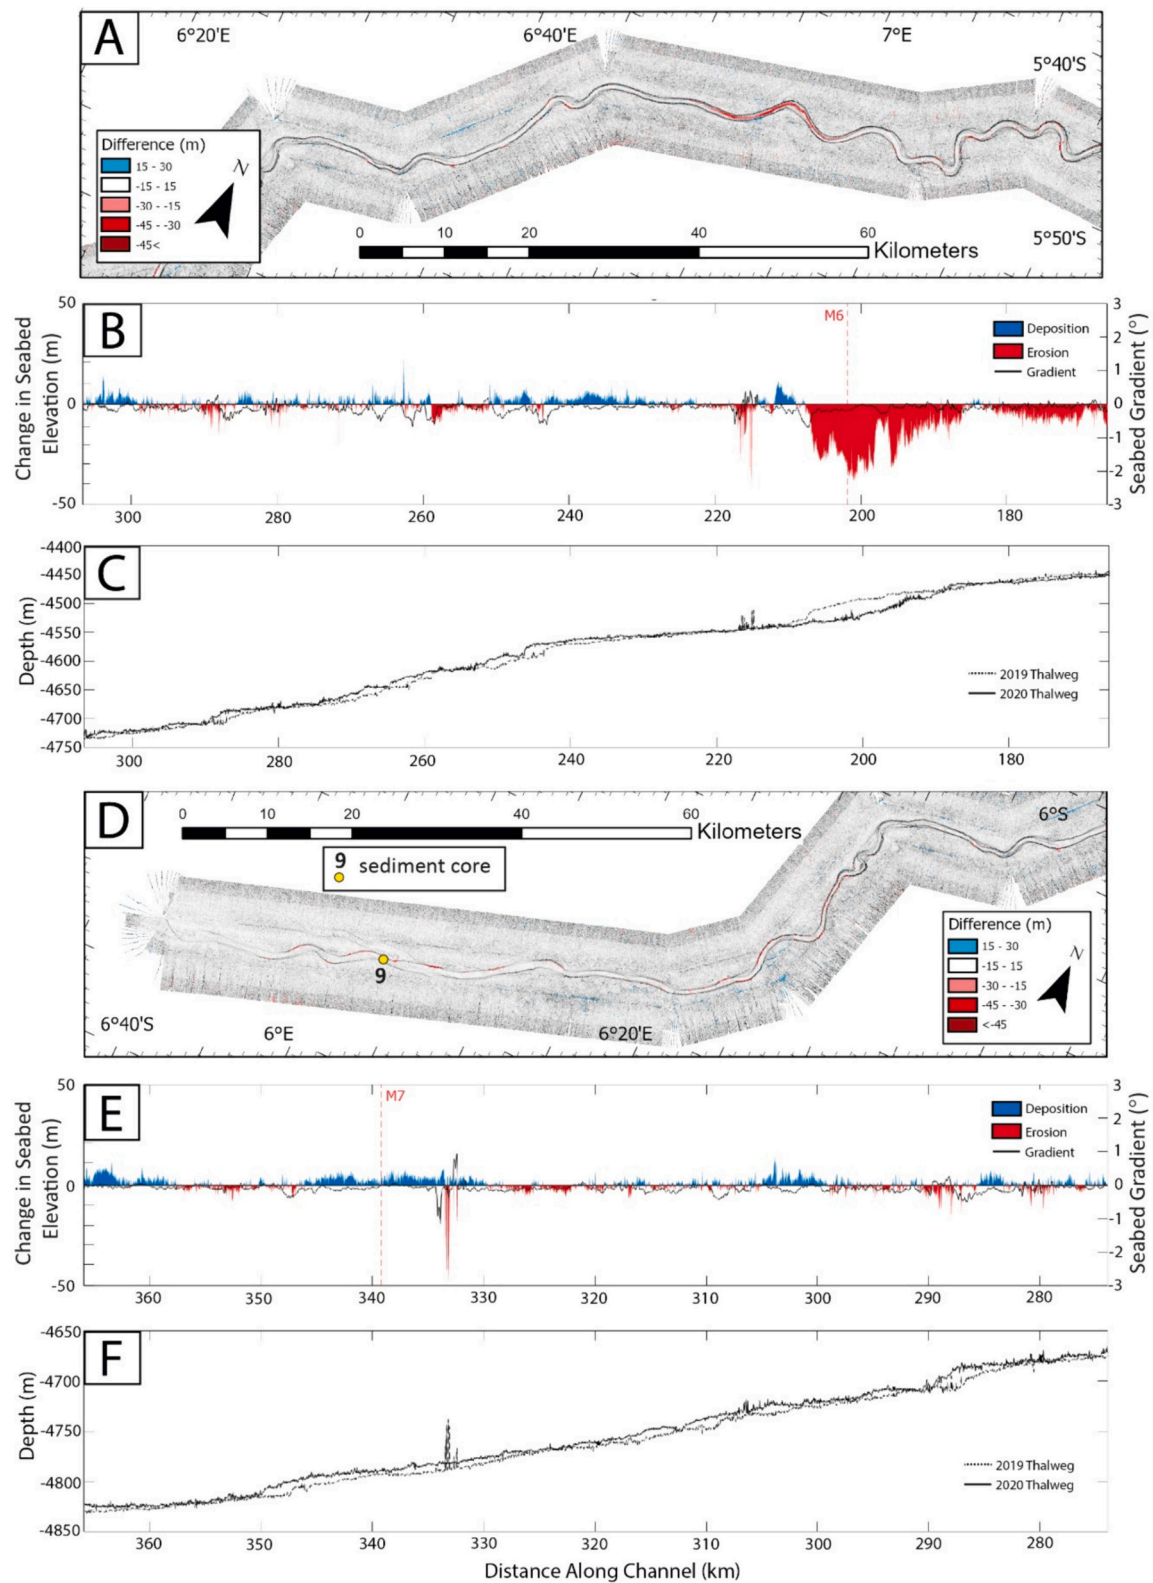 A
6°20'E
6°40'E
7°E
5°40'S
Difference (m)
15 - 30
-15 - 15
-30 - -15
-45 - -30
-45<
N
0 10 20 40 60
Kilometers
5°50'S
B
50
0
-50
Change in Seabed
Elevation (m)
M6
Deposition
Erosion
Gradient
3
2
1
0
-1
-2
-3
Seabed Gradient (°)
300 280 260 240 220 200 180
C
-4400
-4450
-4500
-4550
-4600
-4650
-4700
-4750
Depth (m)
2019 Thalweg
2020 Thalweg
300 280 260 240 220 200 180
D
0 10 20 40 60
Kilometers
9 sediment core
6°S
9
Difference (m)
15 - 30
-15 - 15
-30 - -15
-45 - -30
<-45
N
6°40'S
6°E
6°20'E
E
50
0
-50
Change in Seabed
Elevation (m)
M7
Deposition
Erosion
Gradient
3
2
1
0
-1
-2
-3
Seabed Gradient (°)
360 350 340 330 320 310 300 290 280
F
-4650
-4700
-4750
-4800
-4850
Depth (m)
2019 Thalweg
2020 Thalweg
360 350 340 330 320 310 300 290 280
Distance Along Channel (km)